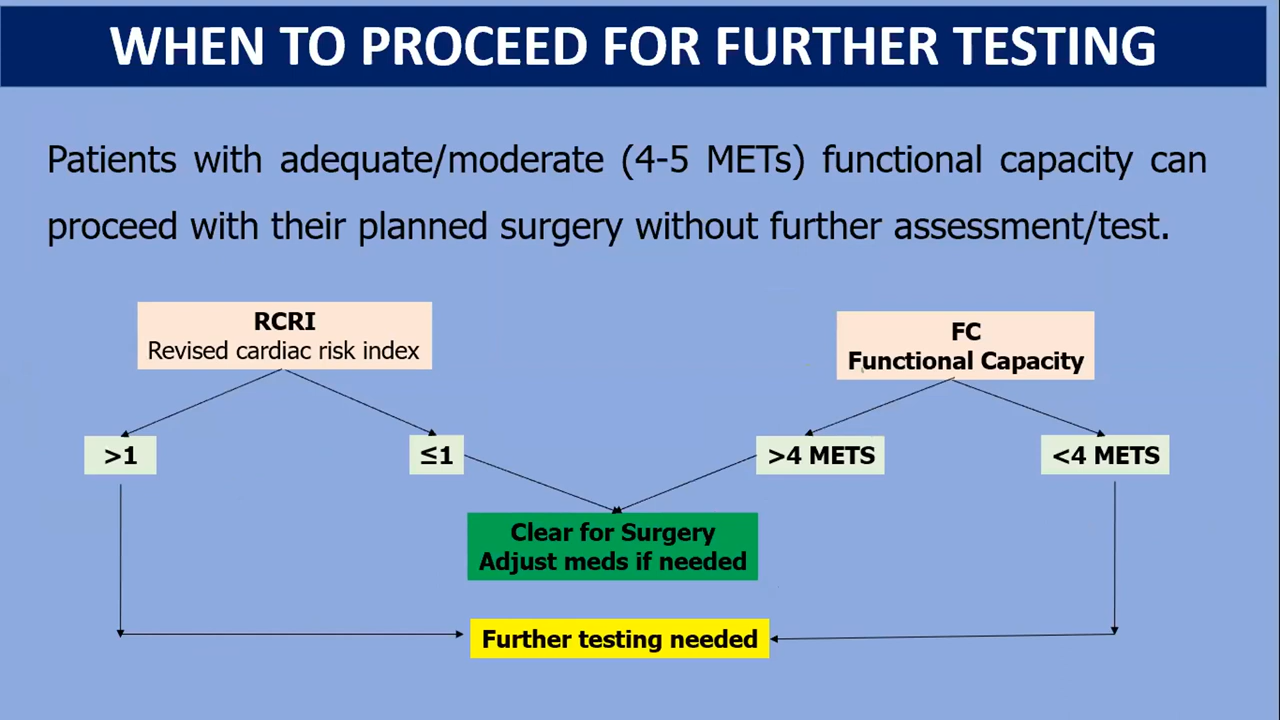 WHEN TO PROCEED FOR FURTHER TESTING
Patients with adequate/moderate (4-5 METs) functional capacity can
proceed with their planned surgery without further assessment/test.
RCRI
Revised cardiac risk index
FC
Functional Capacity
>1
≤1
>4 METS
<4 METS
Clear for Surgery
Adjust meds if needed
Further testing needed